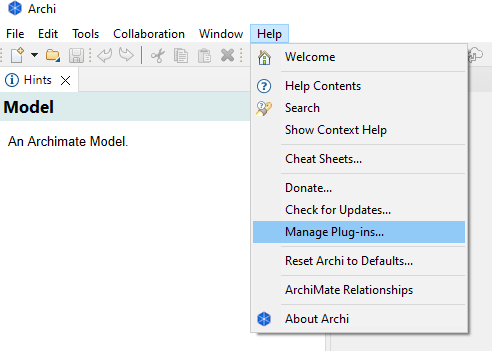 Archi
File Edit Tools Collaboration Window Help
Hints
Model
An Archimate Model.
Welcome
Help Contents
Search
Show Context Help
Cheat Sheets...
Donate...
Check for Updates...
Manage Plug-ins...
Reset Archi to Defaults...
ArchiMate Relationships
About Archi